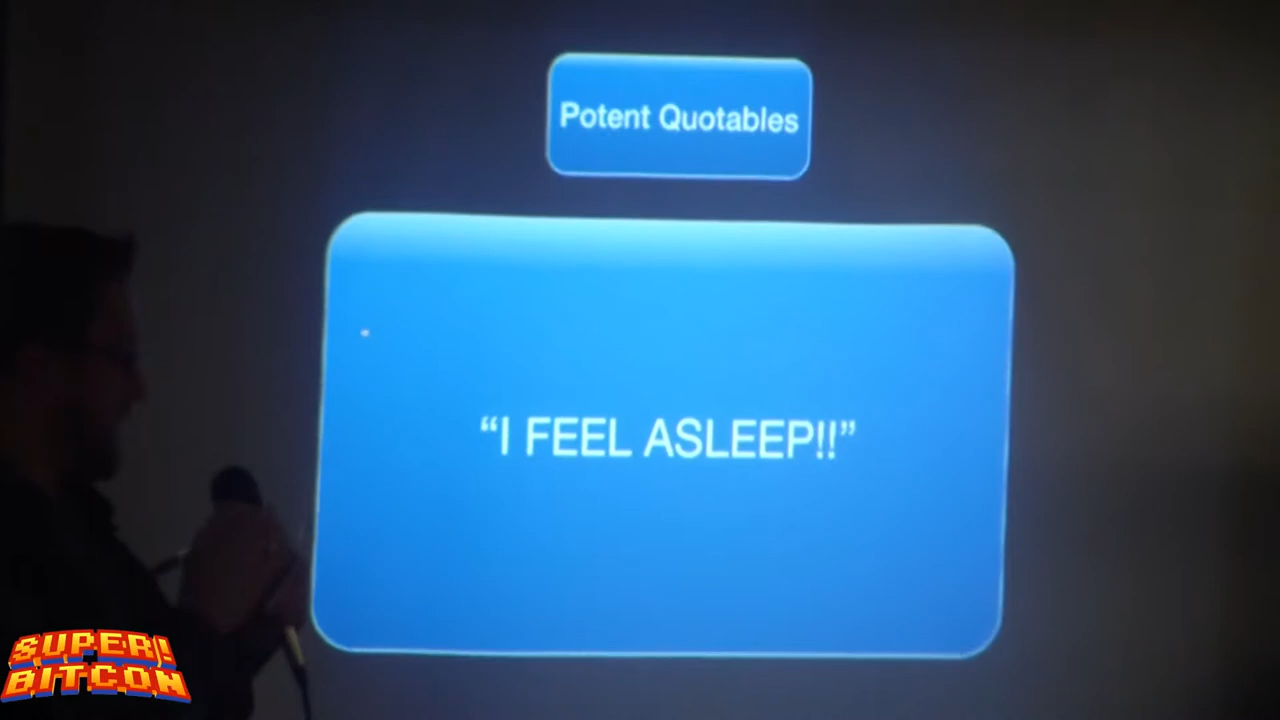 Potent Quotables
“I FEEL ASLEEP!!”
SUPER!
BITCON